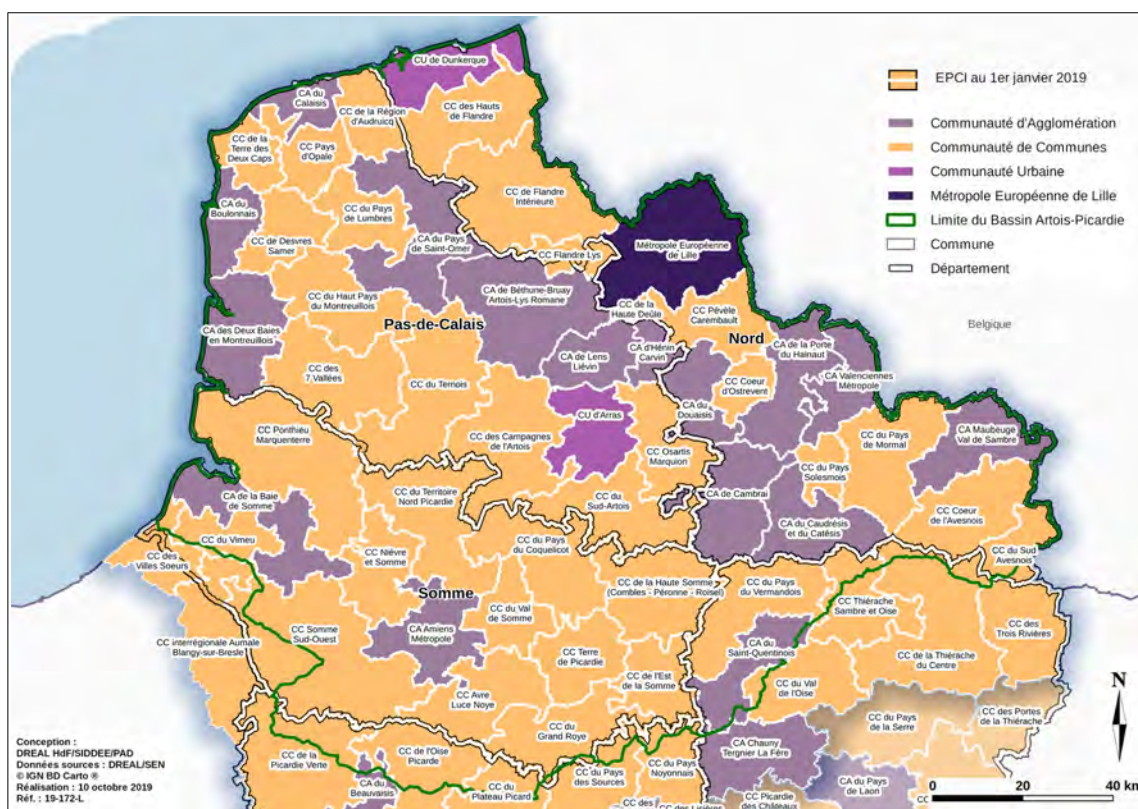 CU de Dunkerque
CA du
Calaisis
CC de la Région
d'Audruicq
CC des Hauts
de Flandre
CC de la
Terre des
Deux Caps
CC Pays
d'Opale
CC de Flandre
Intérieure
CA du
Boulonnais
CC du Pays
de Lumbres
CA du Pays
de Saint-Omer
CC de Desvres
Samer
CC Flandre Lys
Métropole Européenne
de Lille
CC du Haut Pays
du Montreuillois
CA de Béthune-Bruay
Artois-Lys Romane
CC de la
Haute Deûle
CC Pévèle
Carembault
Pas-de-Calais
Nord
CA des Deux Baies
en Montreuillois
CA de Lens
Liévin
CA d'Hénin
Carvin
CA de la Porte
du Hainaut
CA Valenciennes
Métropole
CC des
7 Vallées
CC du Ternois
CC Coeur
d'Ostrevent
CA du
Douaisis
CU d'Arras
CC Ponthieu
Marquenterre
CC des Campagnes
de l'Artois
CC Osartis
Marquion
CC du Pays
de Mormal
CA Maubeuge
Val de Sambre
CC du Pays
Solesmois
CA de la Baie
de Somme
CC du Territoire
Nord Picardie
CC du
Sud-Artois
CA de Cambrai
CA du Caudrésis
et du Catésis
CC Coeur
de l'Avesnois
CC du Vimeu
CC des
Villes Soeurs
CC Nièvre
et Somme
CC du Pays
du Coquelicot
CC du Sud
Avesnois
Somme
CC de la Haute Somme
(Combles - Péronne - Roisel)
CC du Pays
du Vermandois
CC Thiérache
Sambre et Oise
CC du Val
de Somme
CC des
Trois Rivières
CC interrégionale Aumale
Blangy-sur-Bresle
CC Somme
Sud-Ouest
CA Amiens
Métropole
CC Terre
de Picardie
CA du
Saint-Quentinois
CC de la Thiérache
du Centre
CC de l'Est
de la Somme
CC du Val
de l'Oise
CC Avre
Luce Noye
CC du
Grand Roye
CC du Pays
de la Serre
CC des Portes
de la Thiérache
CC de la
Picardie Verte
CC de l'Oise
Picarde
CA du
Beauvaisis
CC du
Plateau Picard
CC du Pays
des Sources
CC du Pays
Noyonnais
CA Chauny
Tergnier La Fère
CA du Pays
de Laon
CC Picardie
des Châteaux
CC des
CC des Lisières
CC
EPCI au 1er janvier 2019
Communauté d'Agglomération
Communauté de Communes
Communauté Urbaine
Métropole Européenne de Lille
Limite du Bassin Artois-Picardie
Commune
Département
Belgique
N
0 20 40 km
Conception :
DREAL HdF/SIDDEE/PAD
Données sources : DREAL/SEN
© IGN BD Carto ®
Réalisation : 10 octobre 2019
Réf. : 19-172-L